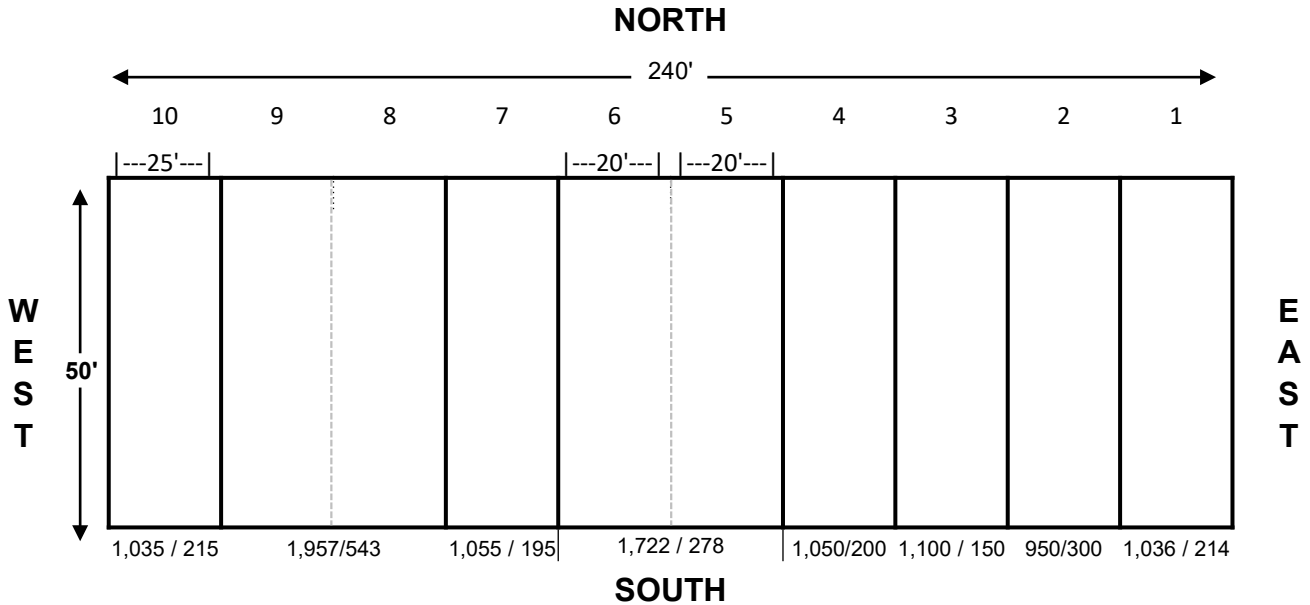 NORTH
240'
10 9 8 7 6 5 4 3 2 1
|---25'---| |---20'---| |---20'---|
WEST
50'
EAST
1,035 / 215 1,957/543 1,055 / 195 1,722 / 278 1,050/200 1,100 / 150 950/300 1,036 / 214
SOUTH